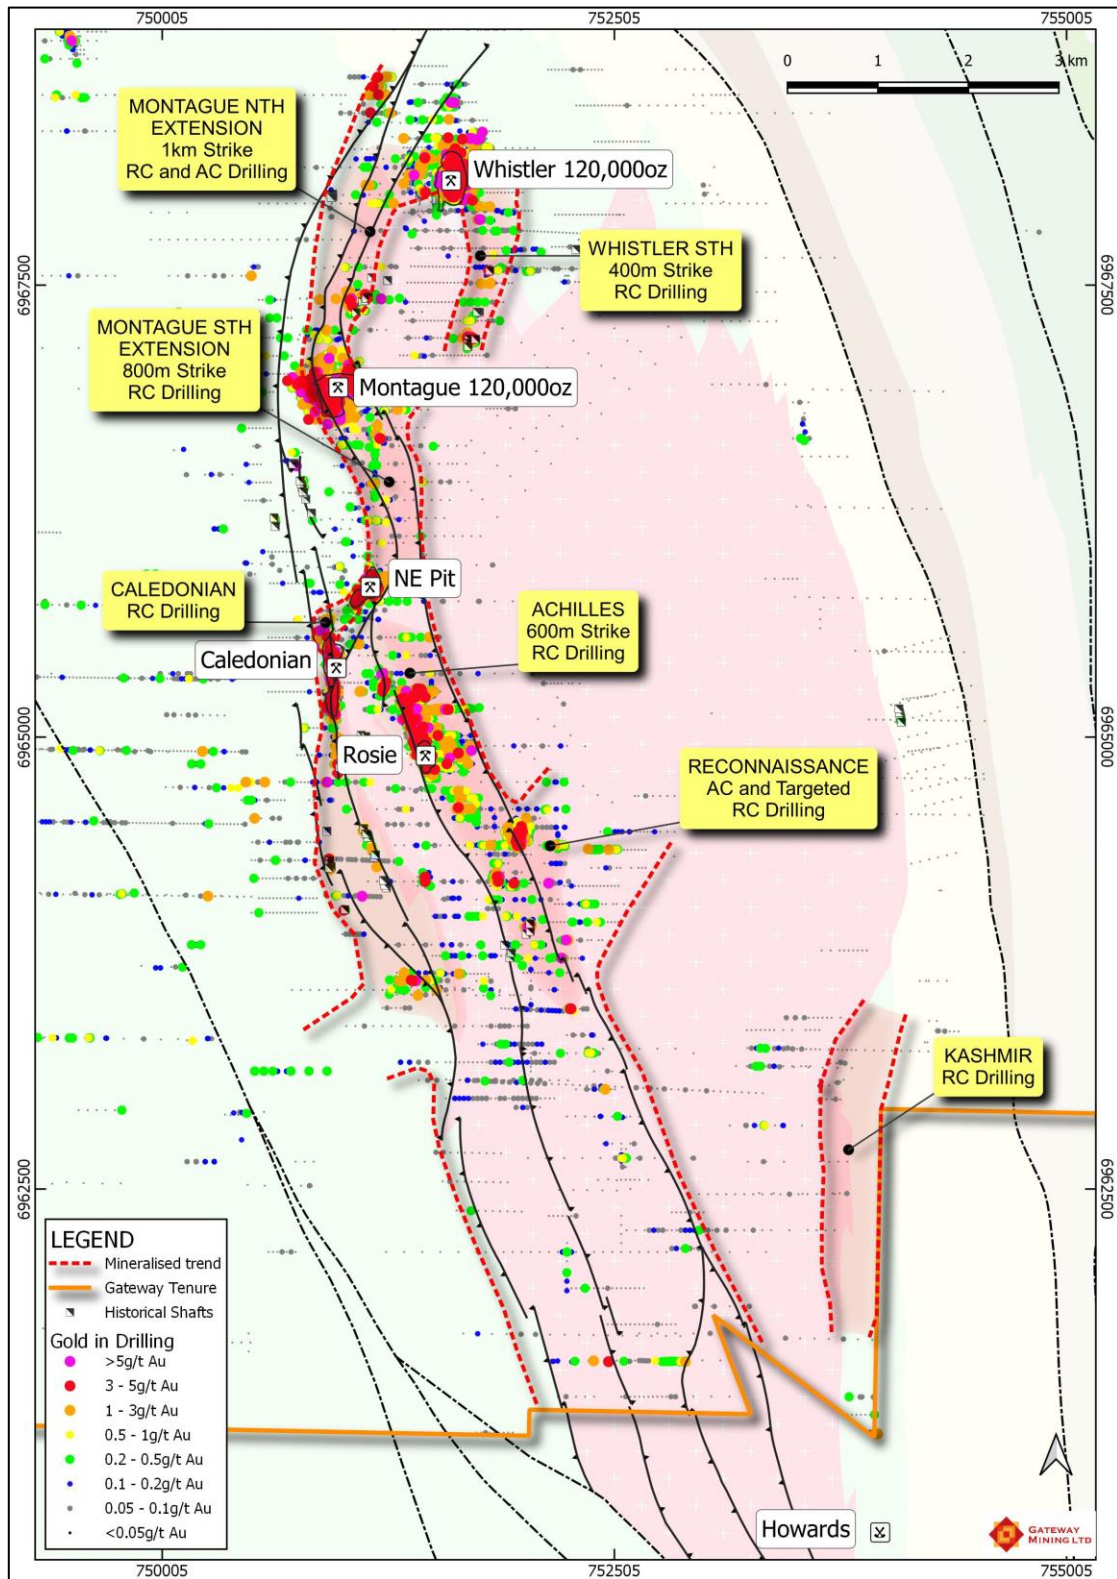 750005
752505
755005
0 1 2 3 km
MONTAGUE NTH
EXTENSION
1km Strike
RC and AC Drilling
Whistler 120,000oz
WHISTLER STH
400m Strike
RC Drilling
6967500
6967500
MONTAGUE STH
EXTENSION
800m Strike
RC Drilling
Montague 120,000oz
NE Pit
CALEDONIAN
RC Drilling
ACHILLES
600m Strike
RC Drilling
Caledonian
6965000
6965000
Rosie
RECONNAISSANCE
AC and Targeted
RC Drilling
KASHMIR
RC Drilling
6962500
6962500
LEGEND
Mineralised trend
Gateway Tenure
Historical Shafts
Gold in Drilling
>5g/t Au
3 - 5g/t Au
1 - 3g/t Au
0.5 - 1g/t Au
0.2 - 0.5g/t Au
0.1 - 0.2g/t Au
0.05 - 0.1g/t Au
<0.05g/t Au
Howards
GATEWAY
MINING LTD
750005
752505
755005